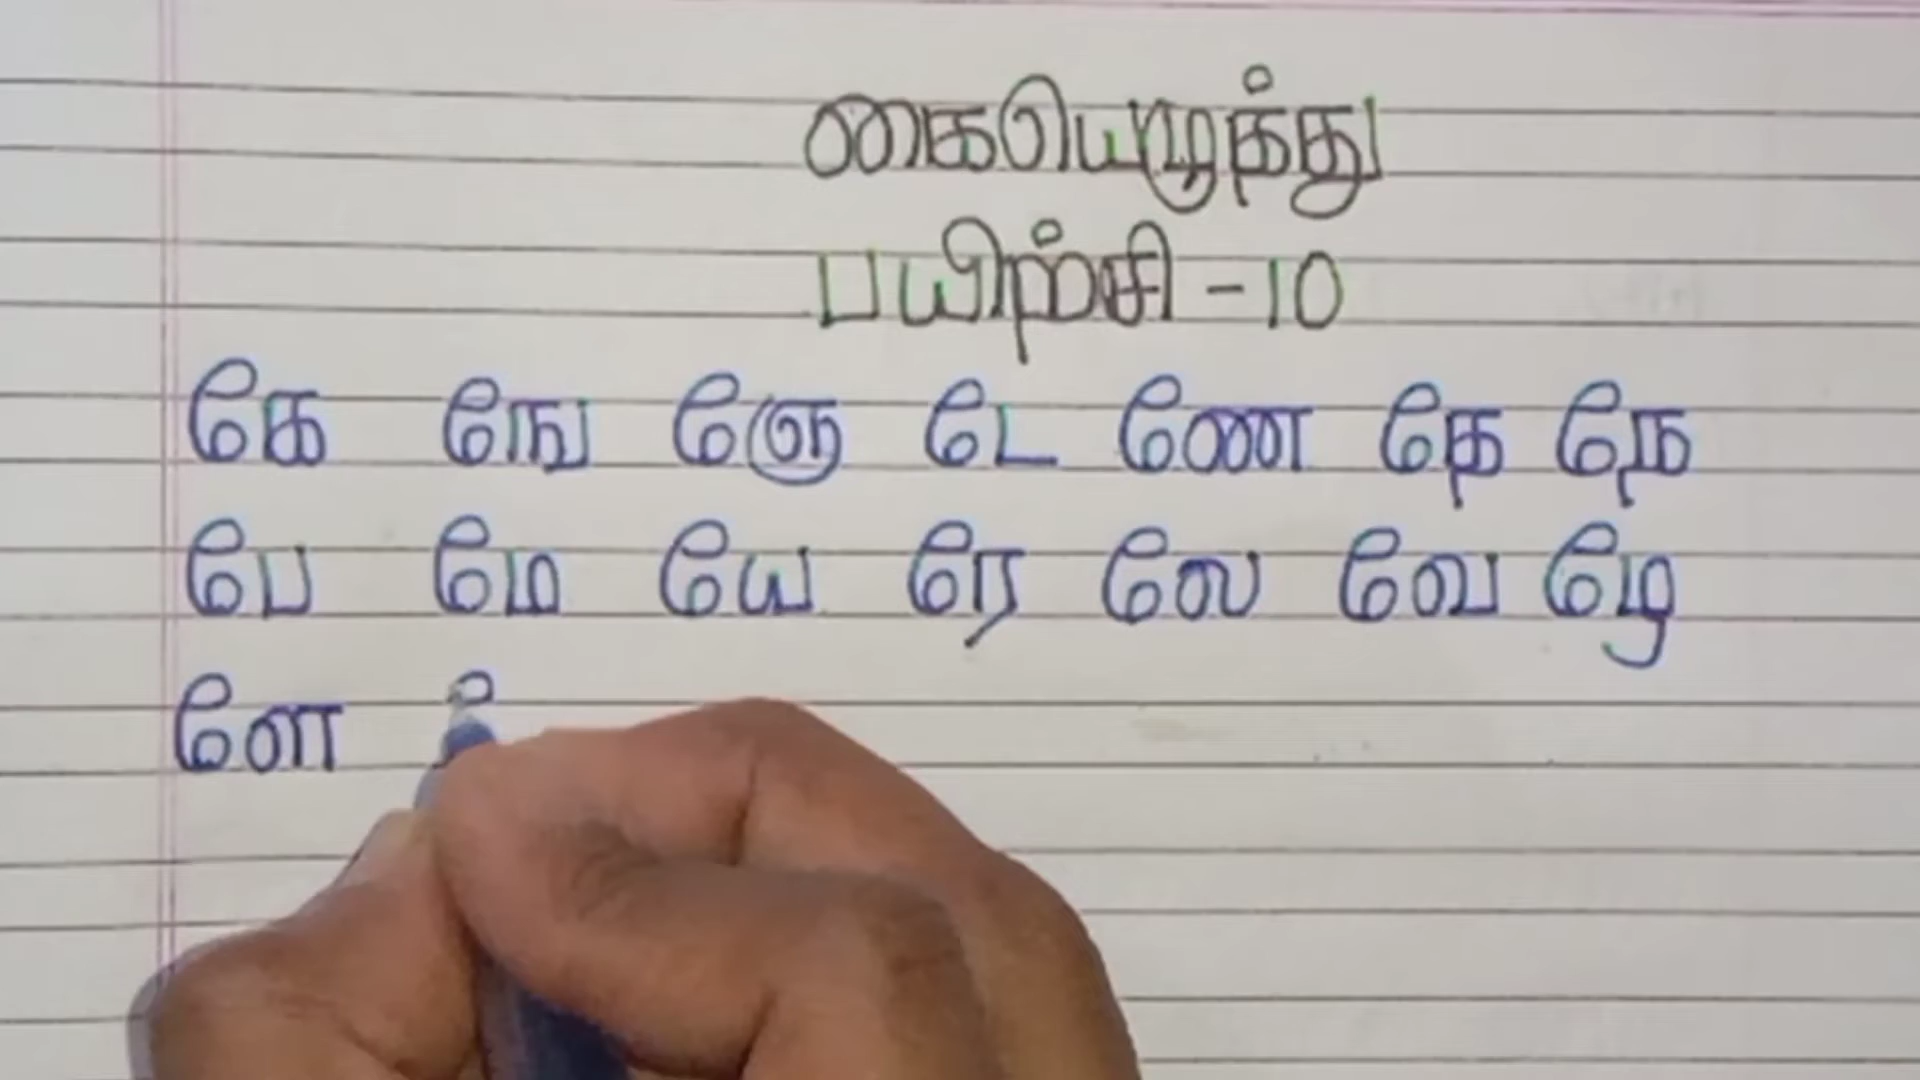 கையெழுத்து
பயிற்சி - 10
கே ஙே ஞே டே ணே தே நே
பே மே யே ரே லே வே ழே
ளே